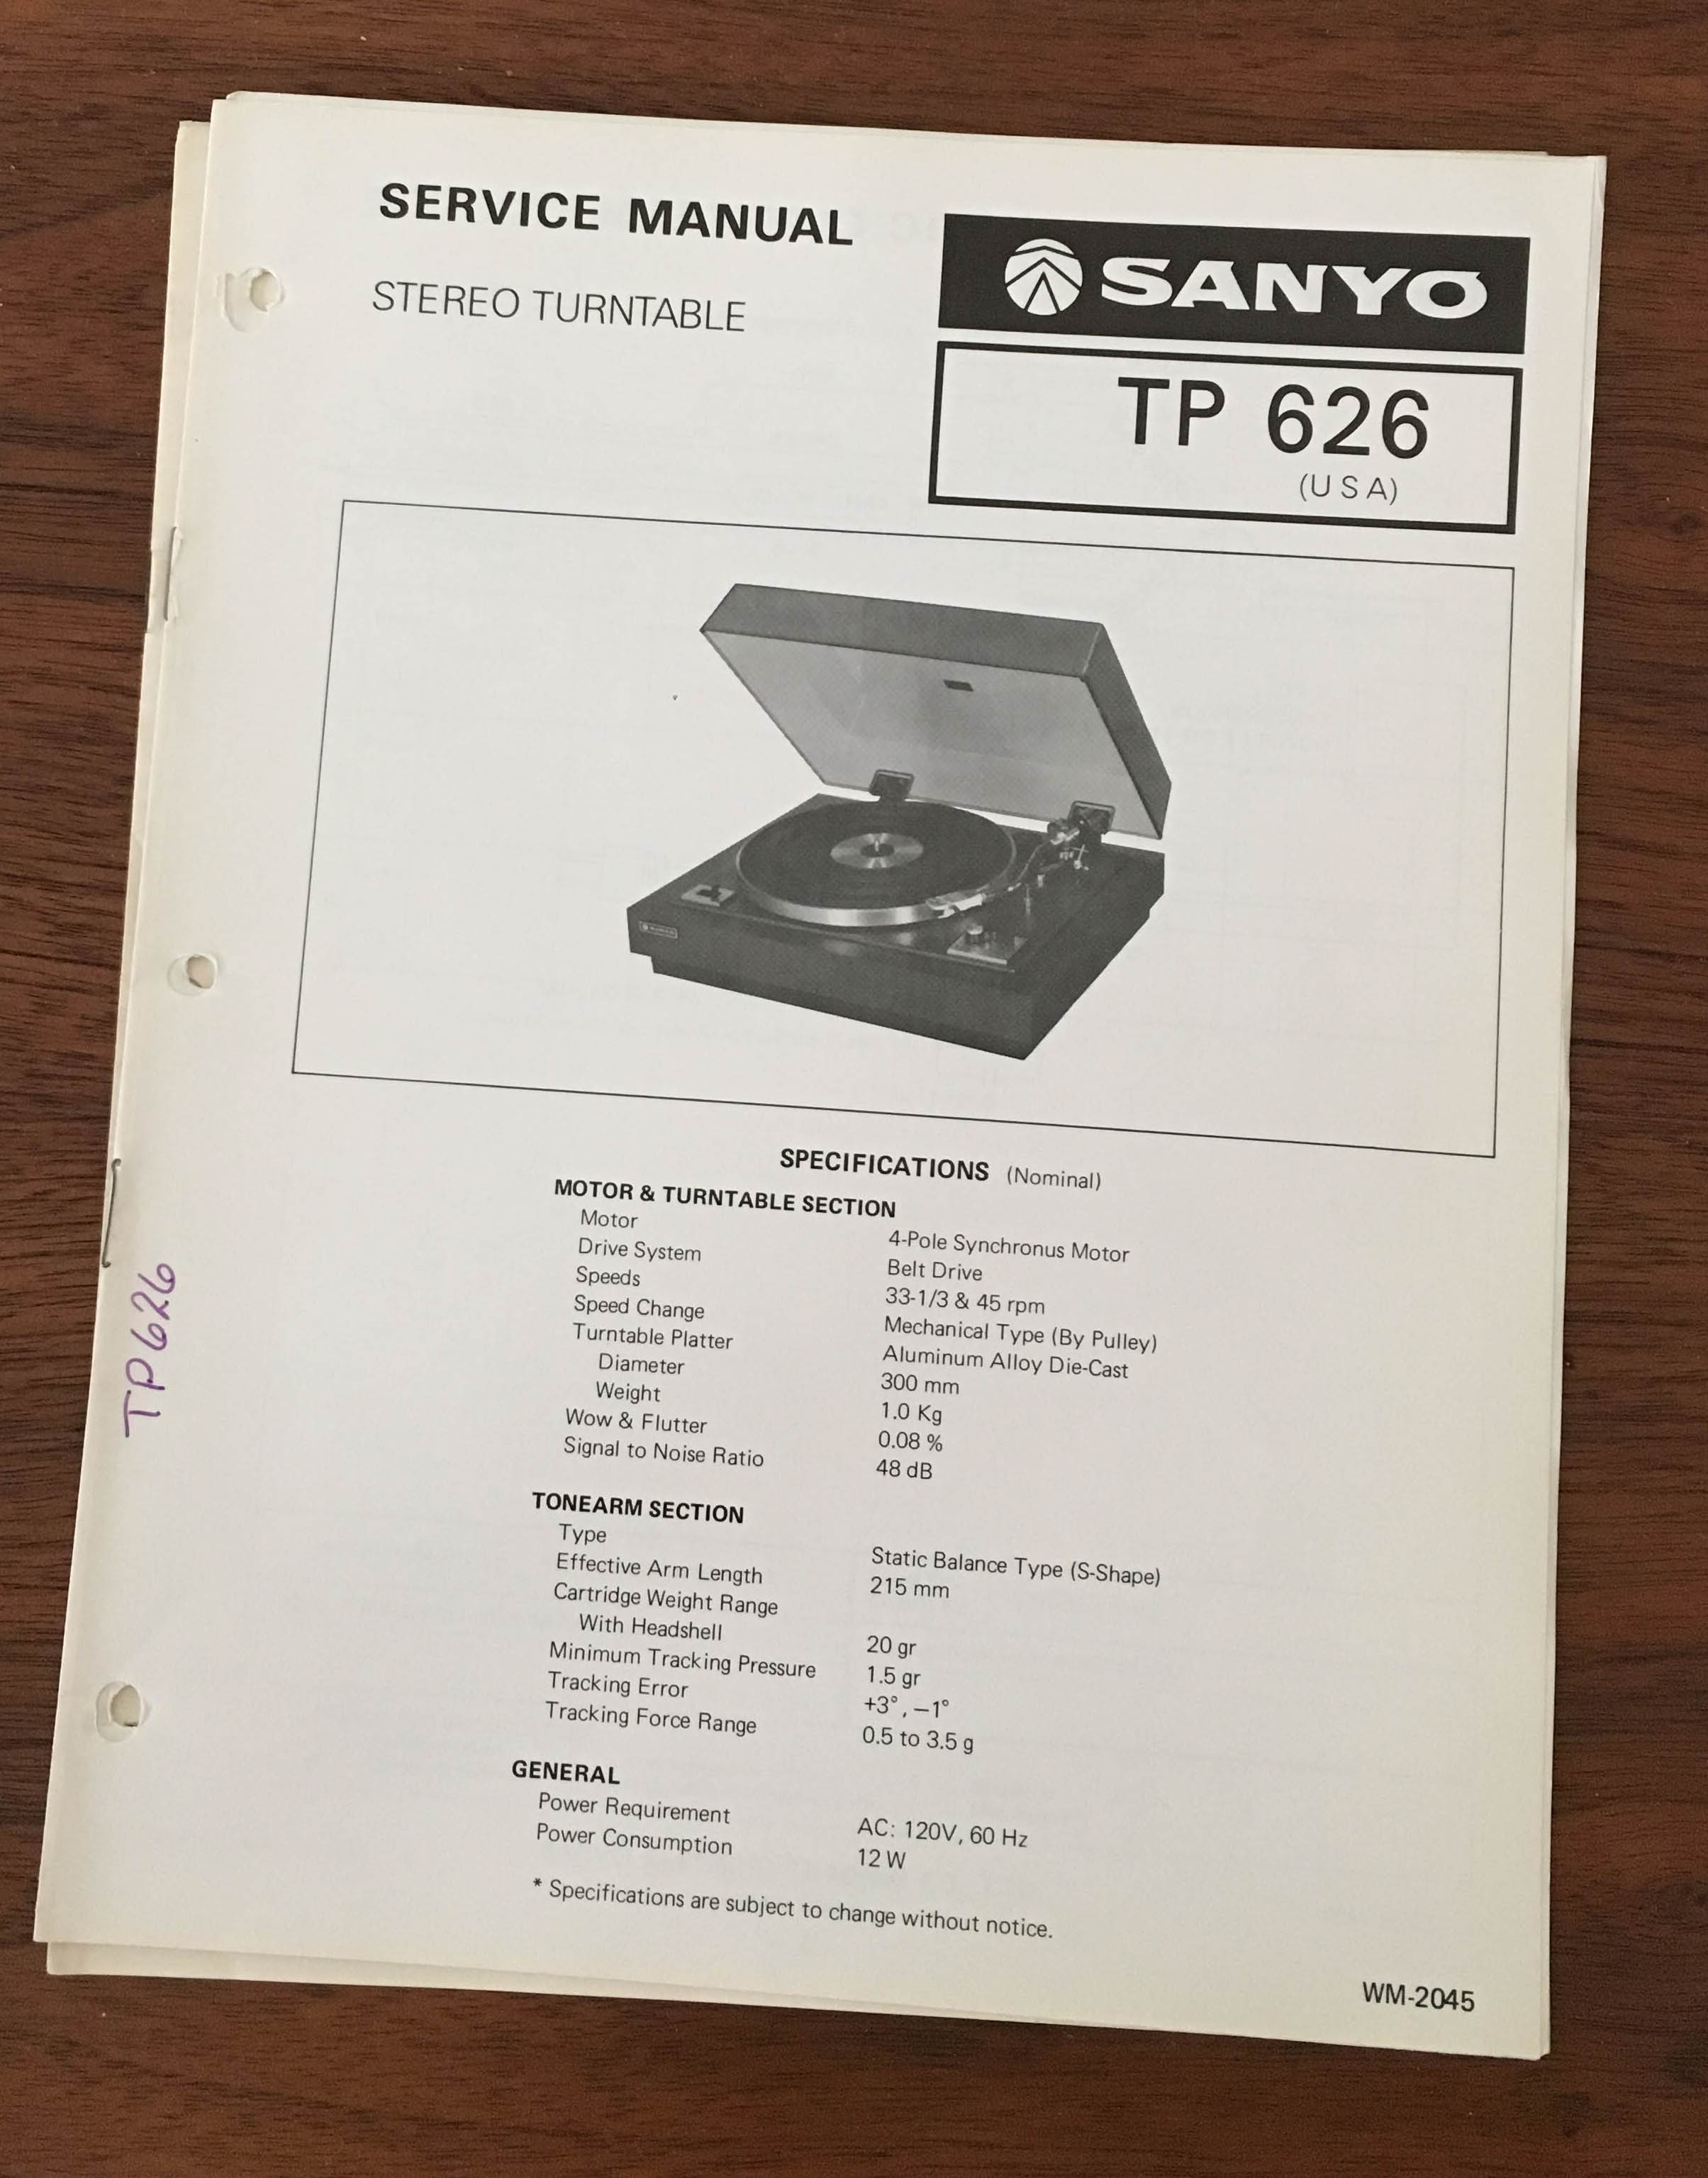 SERVICE MANUAL
STEREO TURNTABLE
SANYO
TP 626
(USA)
SPECIFICATIONS (Nominal)
MOTOR & TURNTABLE SECTION
Motor 4-Pole Synchronus Motor
Drive System Belt Drive
Speeds 33-1/3 & 45 rpm
Speed Change Mechanical Type (By Pulley)
Turntable Platter Aluminum Alloy Die-Cast
Diameter 300 mm
Weight 1.0 Kg
Wow & Flutter 0.08 %
Signal to Noise Ratio 48 dB
TONEARM SECTION
Type Static Balance Type (S-Shape)
Effective Arm Length 215 mm
Cartridge Weight Range
With Headshell 20 gr
Minimum Tracking Pressure 1.5 gr
Tracking Error +3°, −1°
Tracking Force Range 0.5 to 3.5 g
GENERAL
Power Requirement AC: 120V, 60 Hz
Power Consumption 12 W
* Specifications are subject to change without notice.
WM-2045
TP626